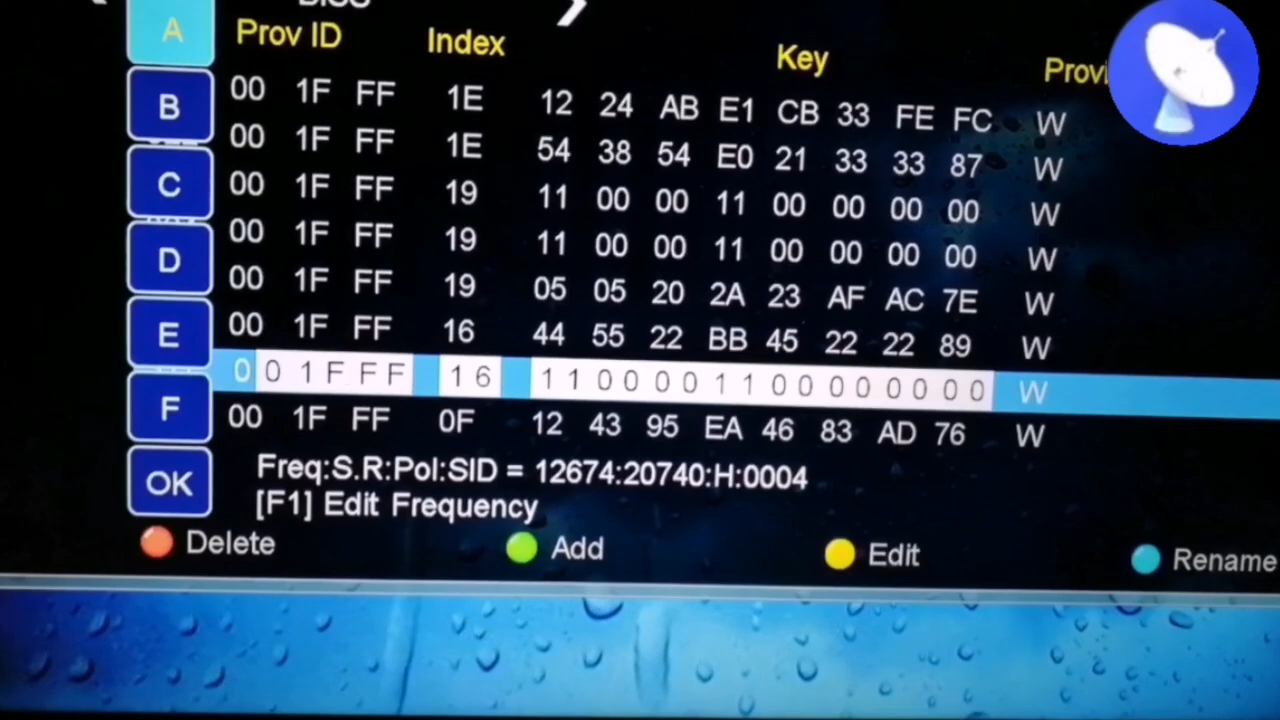 A Prov ID Index Key
B 00 1F FF 1E 12 24 AB E1 CB 33 FE FC W
00 1F FF 1E 54 38 54 E0 21 33 33 87 W
C 00 1F FF 19 11 00 00 11 00 00 00 00 W
D 00 1F FF 19 11 00 00 11 00 00 00 00 W
00 1F FF 19 05 05 20 2A 23 AF AC 7E W
E 00 1F FF 16 44 55 22 BB 45 22 22 89 W
0 0 1 F F F 1 6 1 1 0 0 0 0 1 1 0 0 0 0 0 0 0 0 W
F 00 1F FF 0F 12 43 95 EA 46 83 AD 76 W
OK Freq:S.R:Pol:SID = 12674:20740:H:0004
[F1] Edit Frequency
Delete Add Edit Rename